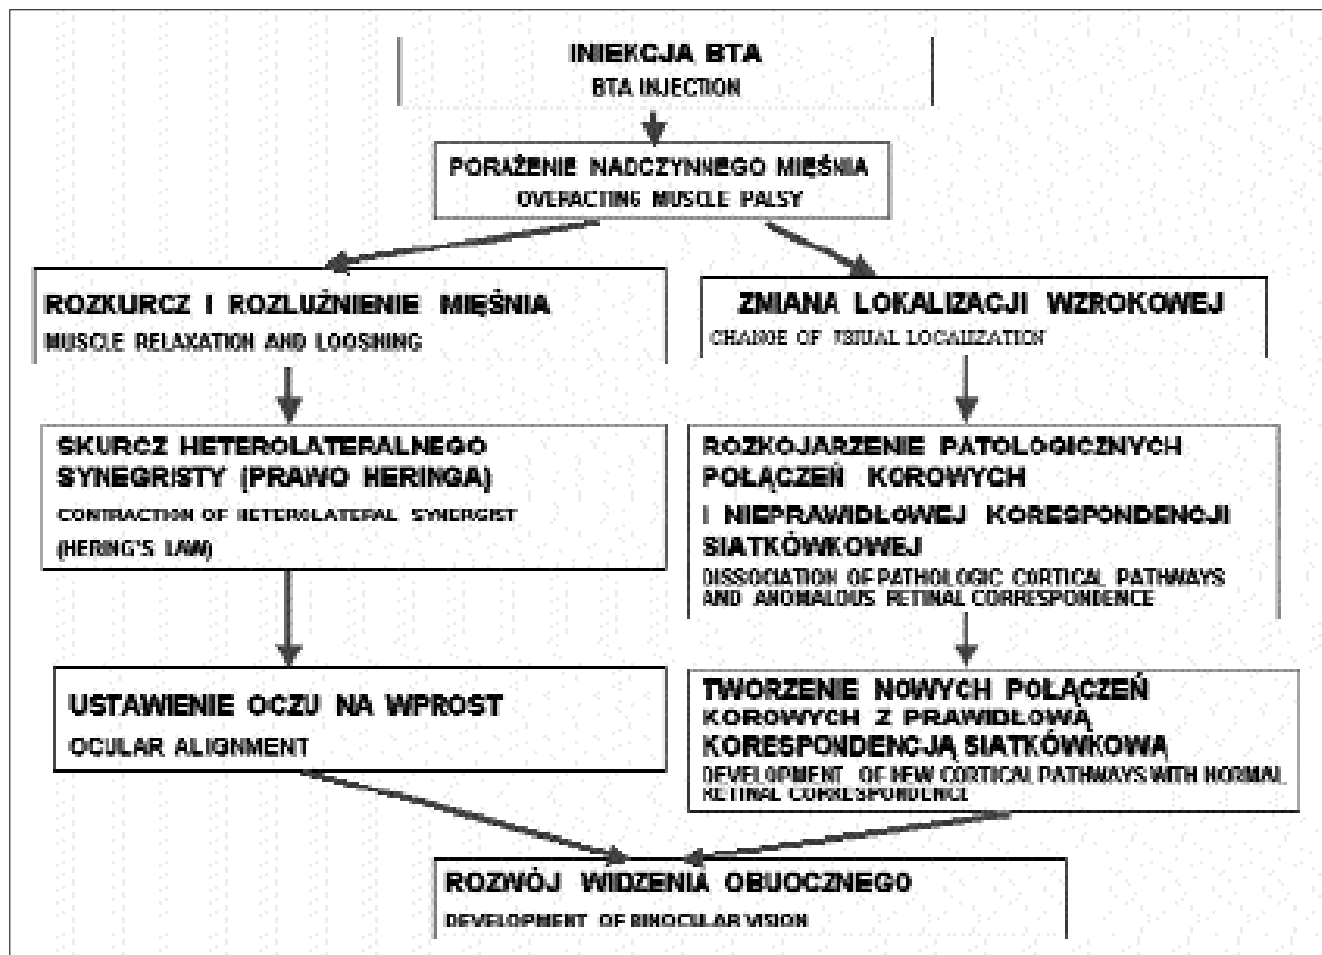 INIEKCJA BTA
BTA INJECTION
PORAŻENIE NADCZYNNEGO MIĘŚNIA
OVERACTING MUSCLE PALSY
ROZKURCZ I ROZLUŹNIENIE MIĘŚNIA
MUSCLE RELAXATION AND LOOSNING
ZMIANA LOKALIZACJI WZROKOWEJ
CHANGE OF VISUAL LOCALIZATION
SKURCZ HETEROLATERALNEGO
SYNEGRISTY (PRAWO HERINGA)
CONTRACTION OF HETEROLATERAL SYNERGIST
(HERING'S LAW)
ROZKOJARZENIE PATOLOGICZNYCH
POŁĄCZEŃ KOROWYCH
I NIEPRAWIDŁOWEJ KORESPONDENCJI
SIATKÓWKOWEJ
DISSOCIATION OF PATHOLOGIC CORTICAL PATHWAYS
AND ANOMALOUS RETINAL CORRESPONDENCE
USTAWIENIE OCZU NA WPROST
OCULAR ALIGNMENT
TWORZENIE NOWYCH POŁĄCZEŃ
KOROWYCH Z PRAWIDŁOWĄ
KORESPONDENCJĄ SIATKÓWKOWĄ
DEVELOPMENT OF NEW CORTICAL PATHWAYS WITH NORMAL
RETINAL CORRESPONDENCE
ROZWÓJ WIDZENIA OBUOCZNEGO
DEVELOPMENT OF BINOCULAR VISION